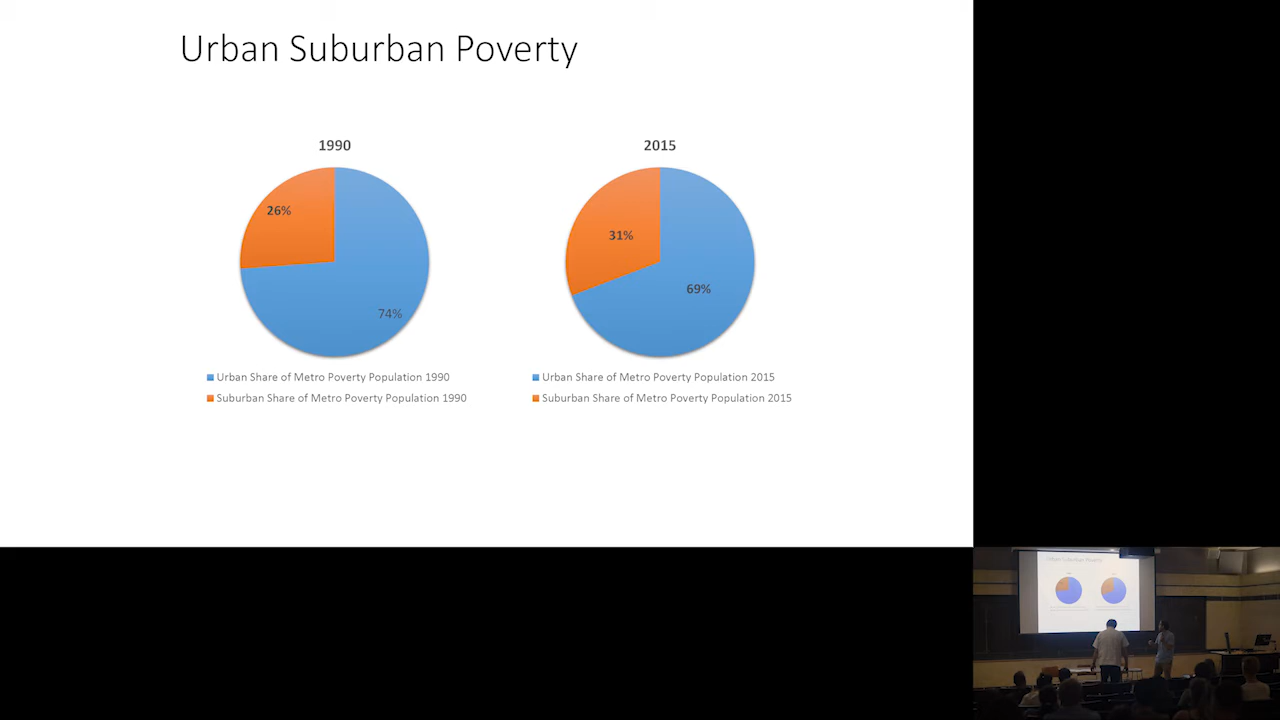 Urban Suburban Poverty
1990
26%
74%
Urban Share of Metro Poverty Population 1990
Suburban Share of Metro Poverty Population 1990
2015
31%
69%
Urban Share of Metro Poverty Population 2015
Suburban Share of Metro Poverty Population 2015